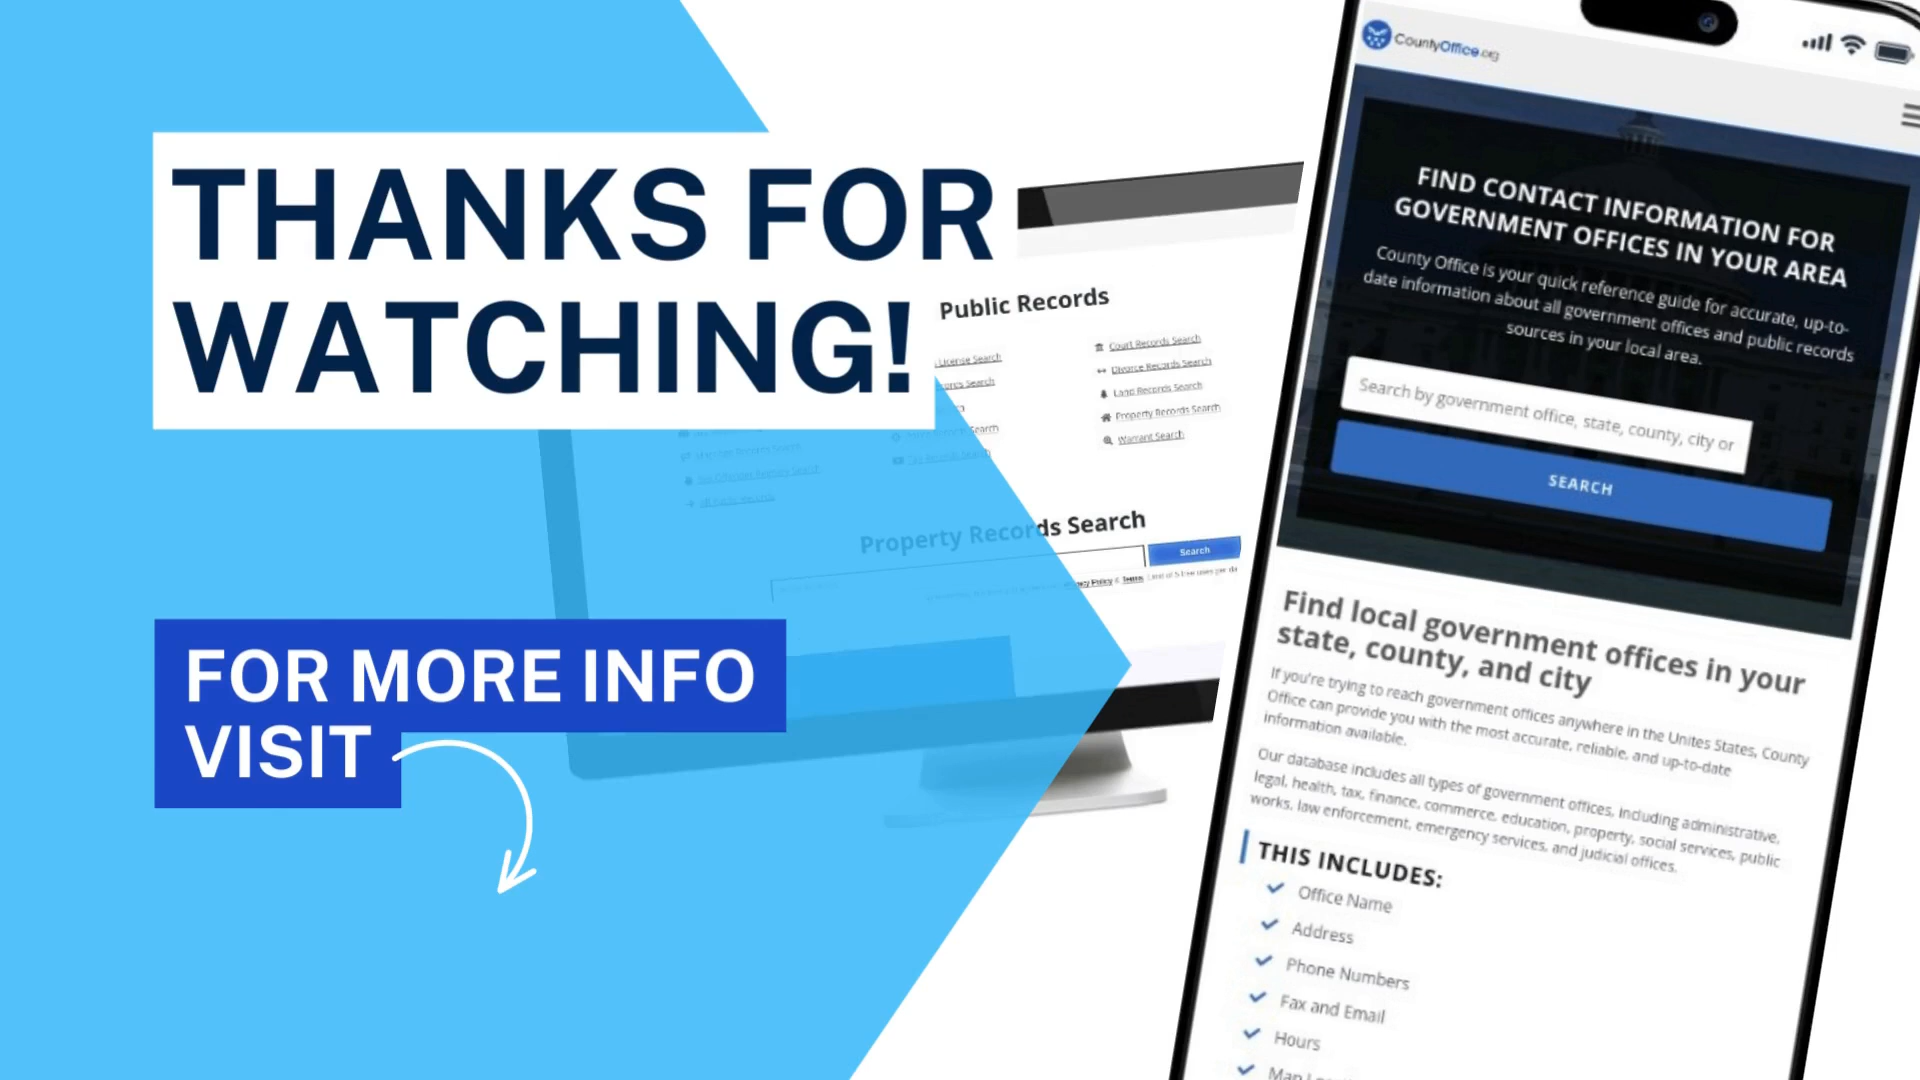 THANKS FOR
WATCHING!
FOR MORE INFO
VISIT
Public Records
License Search
Search
Search
Court Records Search
Divorce Records Search
Land Records Search
Property Records Search
Warrant Search
Property Records Search
Search
CountyOffice.org
FIND CONTACT INFORMATION FOR
GOVERNMENT OFFICES IN YOUR AREA
County Office is your quick reference guide for accurate, up-to-
date information about all government offices and public records
sources in your local area.
Search by government office, state, county, city or
SEARCH
Find local government offices in your
state, county, and city
If you're trying to reach government offices anywhere in the Unites States, County
Office can provide you with the most accurate, reliable, and up-to-date
information available.
Our database includes all types of government offices, including administrative,
legal, health, tax, finance, commerce, education, property, social services, public
works, law enforcement, emergency services, and judicial offices.
THIS INCLUDES:
Office Name
Address
Phone Numbers
Fax and Email
Hours